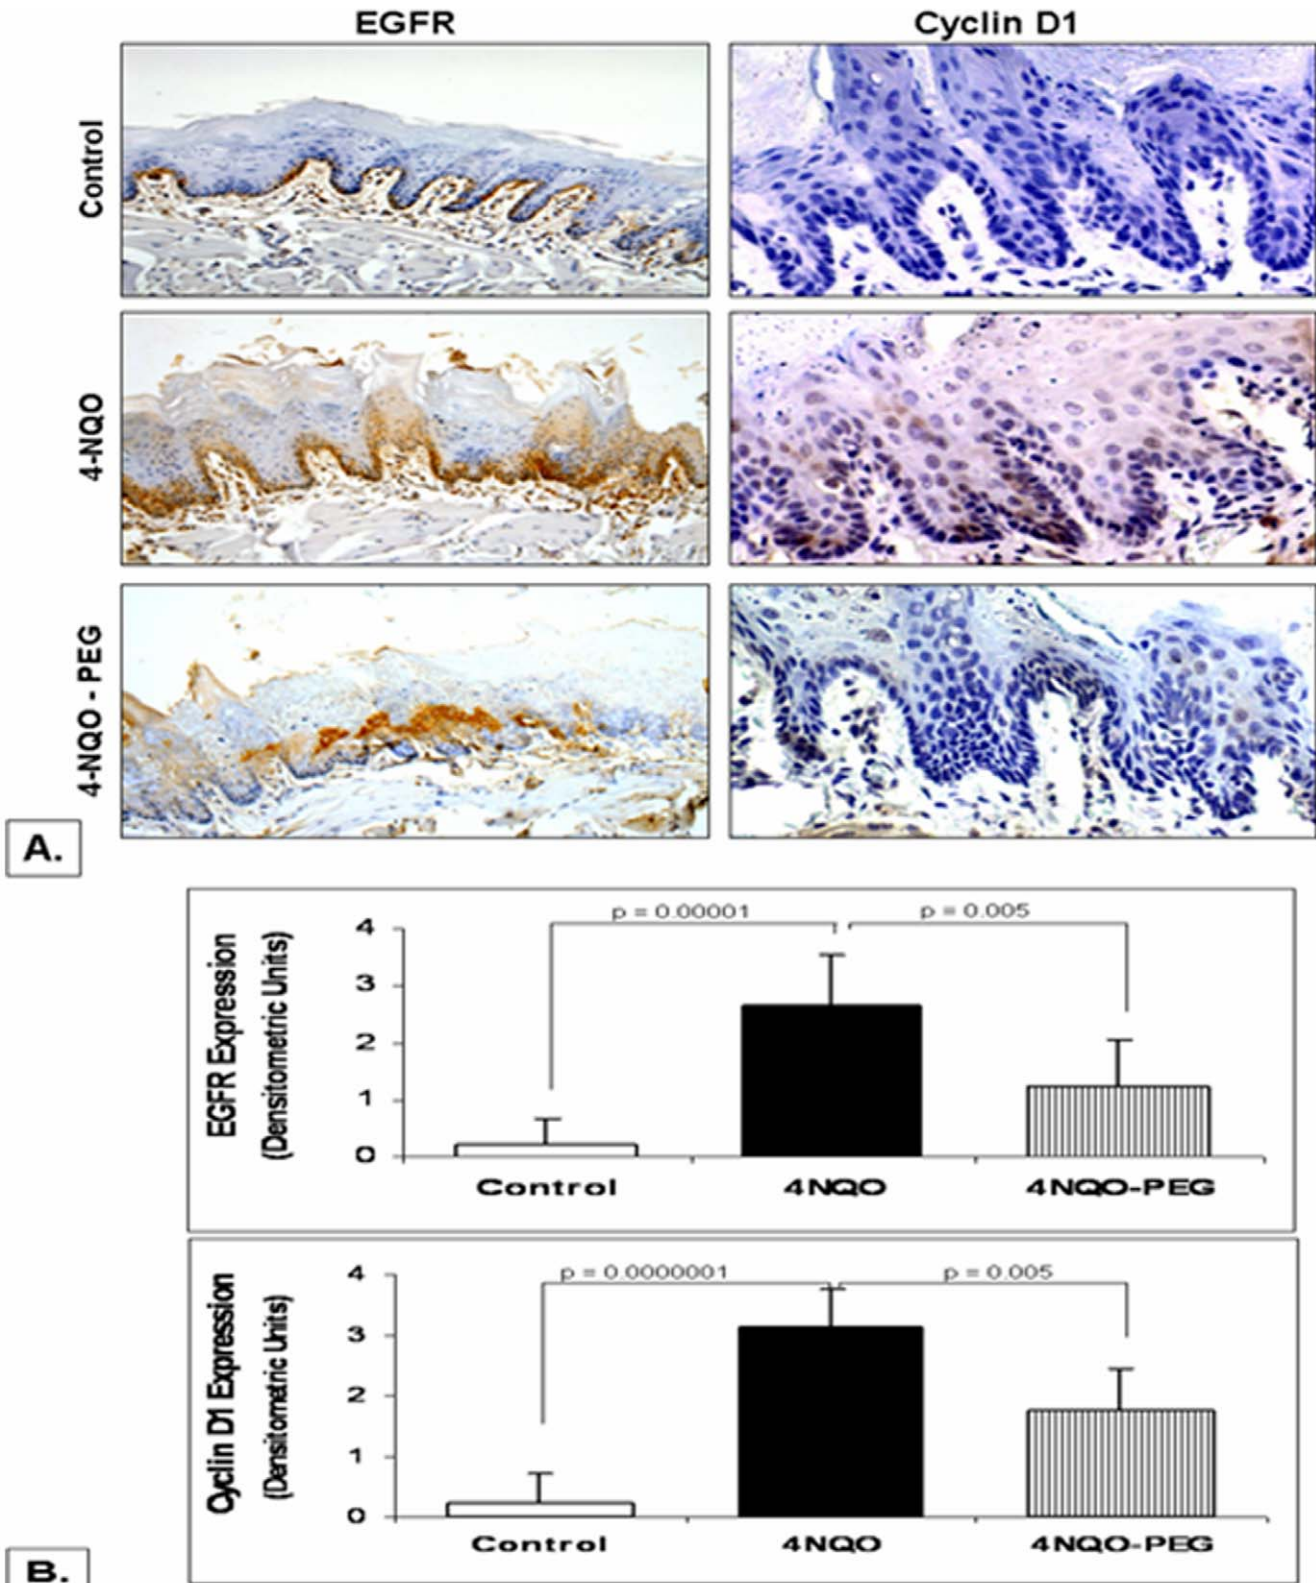 EGFR Cyclin D1
Control
4-NQO
4-NQO - PEG
A.
EGFR Expression
(Densitometric Units)
p = 0.00001 p = 0.005
4
3
2
1
0
Control 4NQO 4NQO-PEG
Cyclin D1 Expression
(Densitometric Units)
p = 0.0000001 p = 0.005
4
3
2
1
0
Control 4NQO 4NQO-PEG
B.